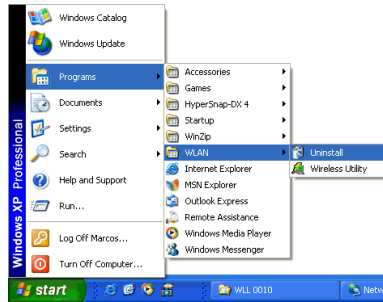 Windows Catalog
Windows Update
Programs
Documents
Settings
Search
Help and Support
Run...
Log Off Marcos...
Turn Off Computer...
Windows XP Professional
Accessories
Games
HyperSnap-DX 4
Startup
WinZip
WLAN
Internet Explorer
MSN Explorer
Outlook Express
Remote Assistance
Windows Media Player
Windows Messenger
Uninstall
Wireless Utility
start
WLL 0010
Netw